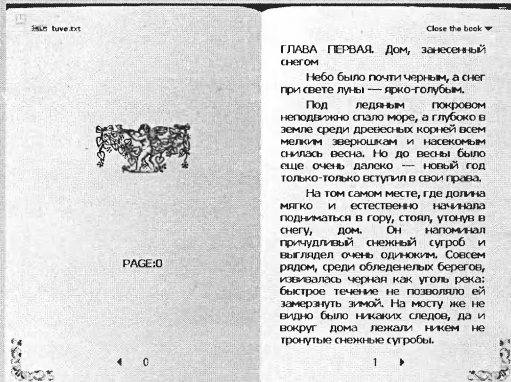 tuve.txt
Close the book ▼
PAGE:0
◀ 0
ГЛАВА ПЕРВАЯ. Дом, занесенный
снегом
Небо было почти черным, а снег
при свете луны — ярко-голубым.
Под ледяным покровом
неподвижно спало море, а глубоко в
земле среди древесных корней всем
мелким зверюшкам и насекомым
снилась весна. Но до весны было
еще очень далеко — новый год
только-только вступил в свои права.
На том самом месте, где долина
мягко и естественно начинала
подниматься в гору, стоял, утонув в
снегу, дом. Он напоминал
причудливый снежный сугроб и
выглядел очень одиноким. Совсем
рядом, среди обледенелых берегов,
извивалась черная как уголь река:
быстрое течение не позволяло ей
замерзнуть зимой. На мосту же не
видно было никаких следов, да и
вокруг дома лежали никем не
тронутые снежные сугробы.
1 ▶